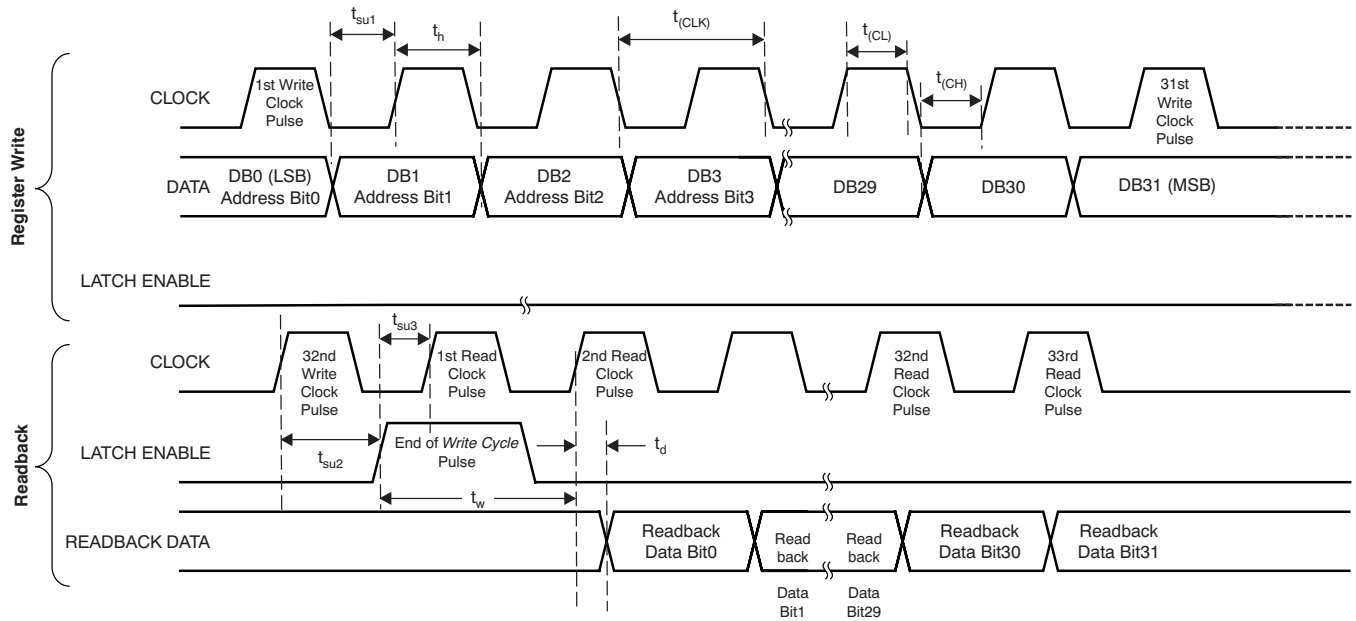 Register Write
t_su1
t_h
t_(CLK)
t_(CL)
t_(CH)
CLOCK
1st Write
Clock
Pulse
31st
Write
Clock
Pulse
DATA
DB0 (LSB)
Address Bit0
DB1
Address Bit1
DB2
Address Bit2
DB3
Address Bit3
DB29
DB30
DB31 (MSB)
LATCH ENABLE
Readback
t_su3
CLOCK
32nd
Write
Clock
Pulse
1st Read
Clock
Pulse
2nd Read
Clock
Pulse
32nd
Read
Clock
Pulse
33rd
Read
Clock
Pulse
LATCH ENABLE
t_su2
End of Write Cycle
Pulse
t_d
t_w
READBACK DATA
Readback
Data Bit0
Read
back
Data
Bit1
Read
back
Data
Bit29
Readback
Data Bit30
Readback
Data Bit31